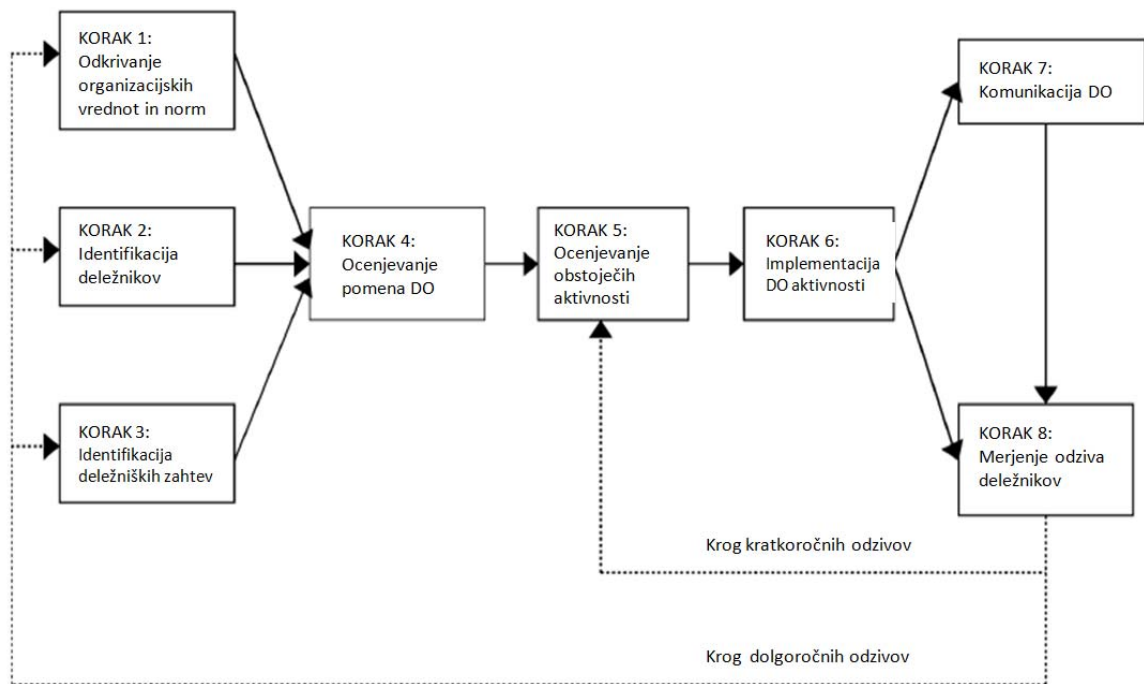 KORAK 1:
Odkrivanje
organizacijskih
vrednot in norm
KORAK 2:
Identifikacija
deležnikov
KORAK 3:
Identifikacija
deležniških zahtev
KORAK 4:
Ocenjevanje
pomena DO
KORAK 5:
Ocenjevanje
obstoječih
aktivnosti
KORAK 6:
Implementacija
DO aktivnosti
KORAK 7:
Komunikacija DO
KORAK 8:
Merjenje odziva
deležnikov
Krog kratkoročnih odzivov
Krog dolgoročnih odzivov